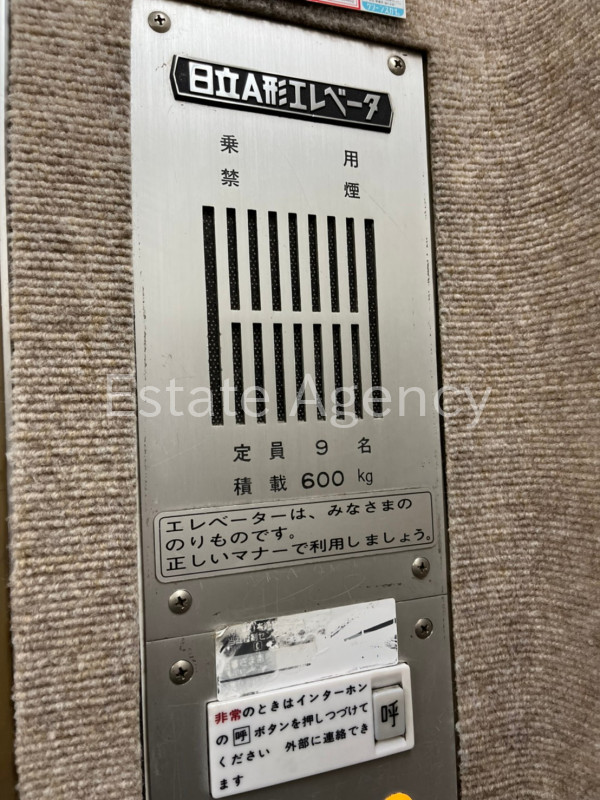 日立A形エレベータ
乗 用
禁 煙
Estate Agency
定 員 9 名
積 載 600 kg
エレベーターは、みなさまの
のりものです。
正しいマナーで利用しましょう。
非常のときはインターホン
の 呼 ボタンを押しつづけて
ください 外部に連絡でき
ます
呼